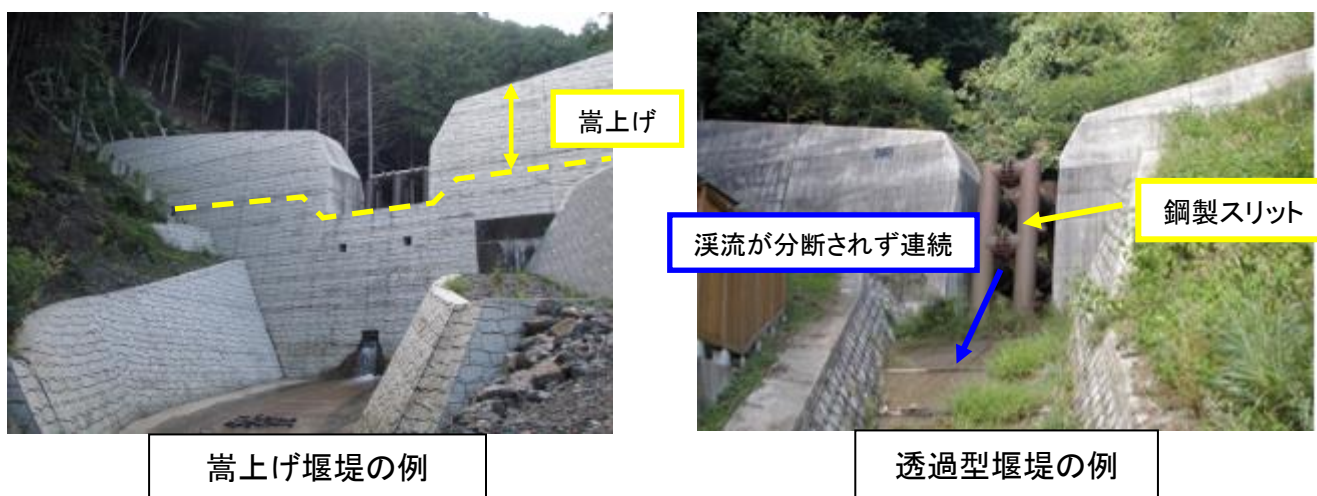 嵩上げ
渓流が分断されず連続
鋼製スリット
嵩上げ堰堤の例
透過型堰堤の例